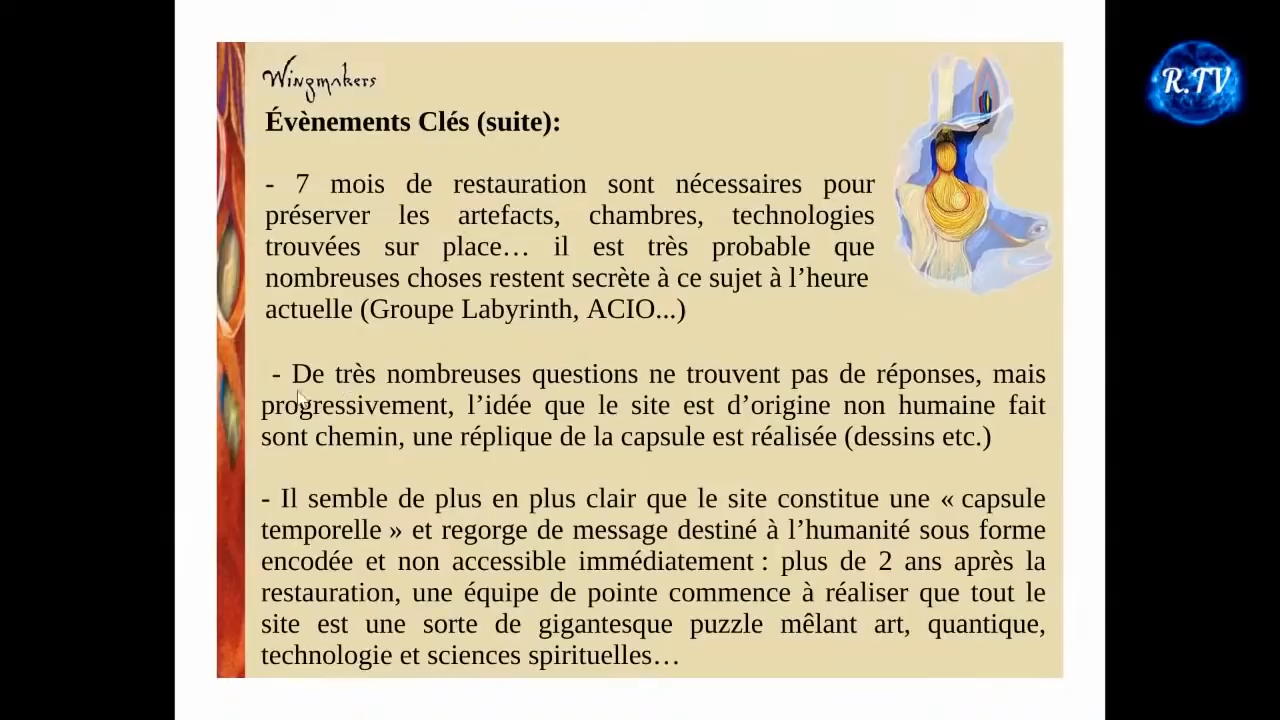 Wingmakers
R.TV
Évènements Clés (suite):
- 7 mois de restauration sont nécessaires pour
préserver les artefacts, chambres, technologies
trouvées sur place… il est très probable que
nombreuses choses restent secrète à ce sujet à l’heure
actuelle (Groupe Labyrinth, ACIO...)
- De très nombreuses questions ne trouvent pas de réponses, mais
progressivement, l’idée que le site est d’origine non humaine fait
sont chemin, une réplique de la capsule est réalisée (dessins etc.)
- Il semble de plus en plus clair que le site constitue une « capsule
temporelle » et regorge de message destiné à l’humanité sous forme
encodée et non accessible immédiatement : plus de 2 ans après la
restauration, une équipe de pointe commence à réaliser que tout le
site est une sorte de gigantesque puzzle mêlant art, quantique,
technologie et sciences spirituelles…